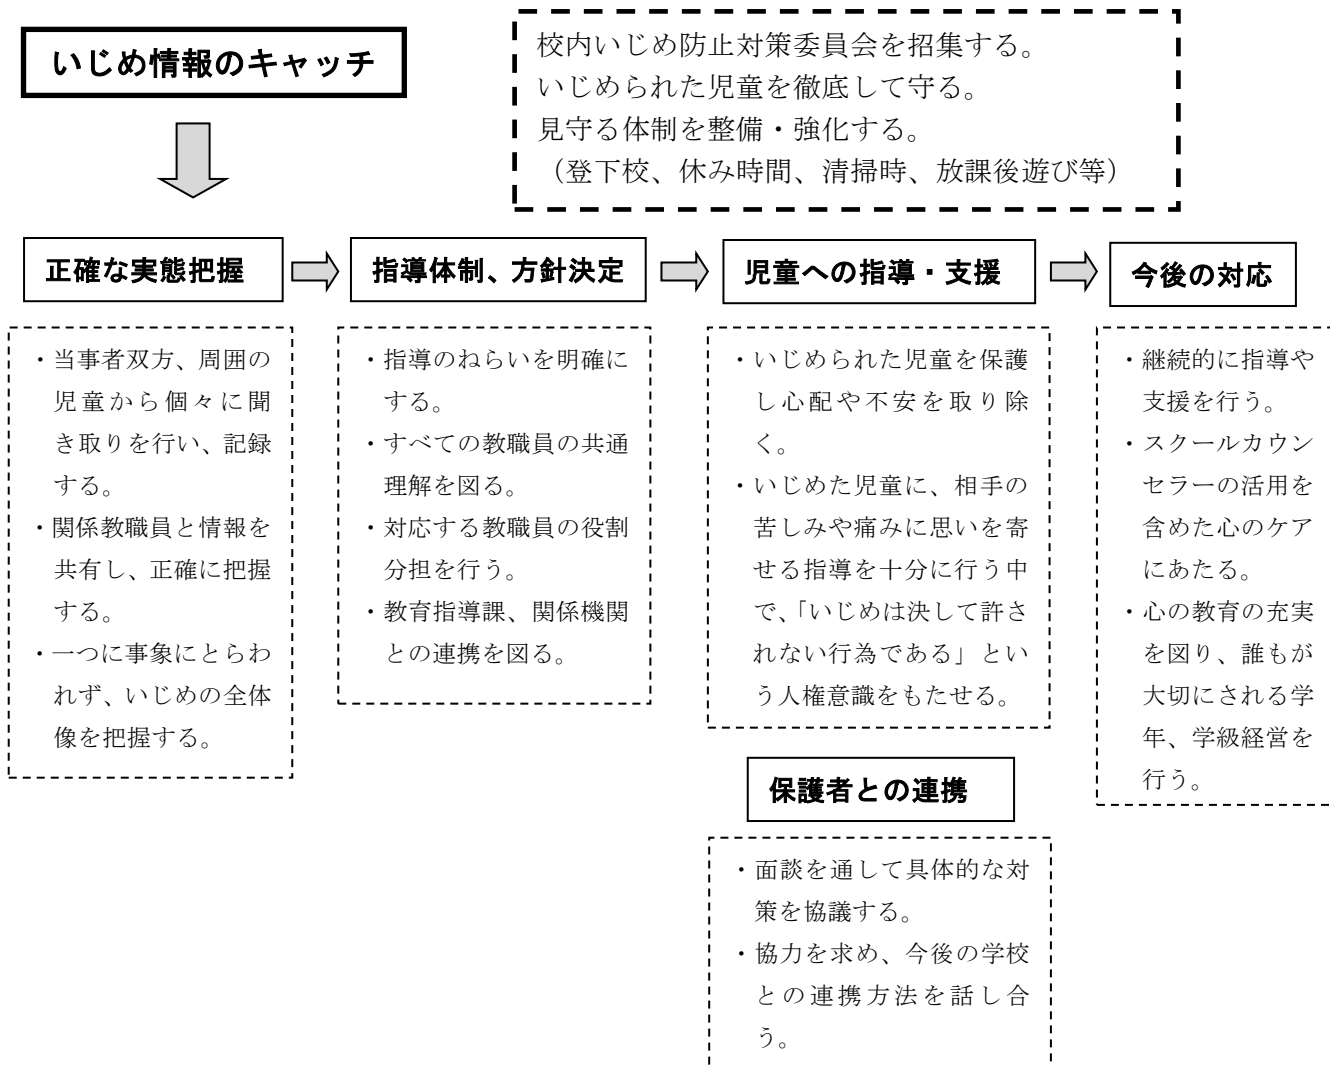 いじめ情報のキャッチ
校内いじめ防止対策委員会を招集する。
いじめられた児童を徹底して守る。
見守る体制を整備・強化する。
（登下校、休み時間、清掃時、放課後遊び等）
正確な実態把握
・当事者双方、周囲の
児童から個々に聞
き取りを行い、記録
する。
・関係教職員と情報を
共有し、正確に把握
する。
・一つに事象にとらわ
れず、いじめの全体
像を把握する。
指導体制、方針決定
・指導のねらいを明確に
する。
・すべての教職員の共通
理解を図る。
・対応する教職員の役割
分担を行う。
・教育指導課、関係機関
との連携を図る。
児童への指導・支援
・いじめられた児童を保護
し心配や不安を取り除
く。
・いじめた児童に、相手の
苦しみや痛みに思いを寄
せる指導を十分に行う中
で、「いじめは決して許さ
れない行為である」とい
う人権意識をもたせる。
保護者との連携
・面談を通して具体的な対
策を協議する。
・協力を求め、今後の学校
との連携方法を話し合
う。
今後の対応
・継続的に指導や
支援を行う。
・スクールカウン
セラーの活用を
含めた心のケア
にあたる。
・心の教育の充実
を図り、誰もが
大切にされる学
年、学級経営を
行う。